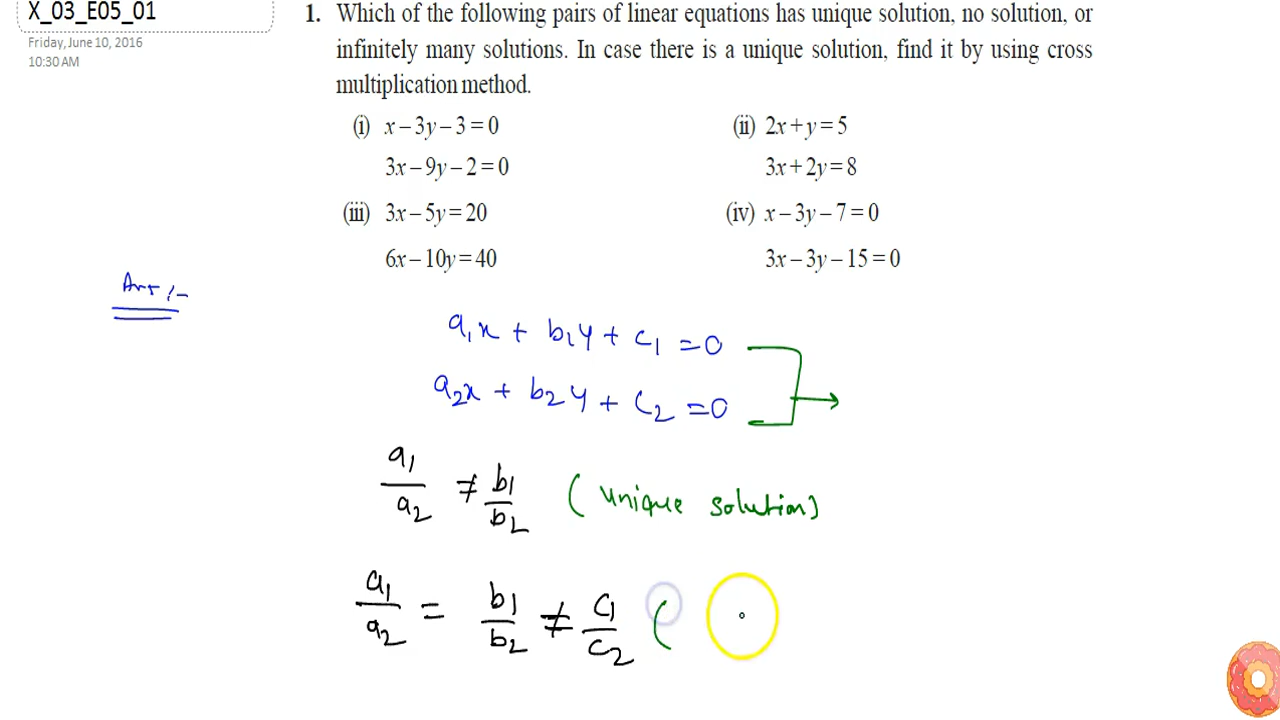 X_03_E05_01
Friday, June 10, 2016
10:30 AM
1. Which of the following pairs of linear equations has unique solution, no solution, or
infinitely many solutions. In case there is a unique solution, find it by using cross
multiplication method.
(i) x – 3y – 3 = 0
3x – 9y – 2 = 0
(ii) 2x + y = 5
3x + 2y = 8
(iii) 3x – 5y = 20
6x – 10y = 40
(iv) x – 3y – 7 = 0
3x – 3y – 15 = 0
a₁x + b₁y + c₁ = 0
a₂x + b₂y + c₂ = 0
a₁/a₂ ≠ b₁/b₂ (unique solution)
a₁/a₂ = b₁/b₂ ≠ c₁/c₂ (